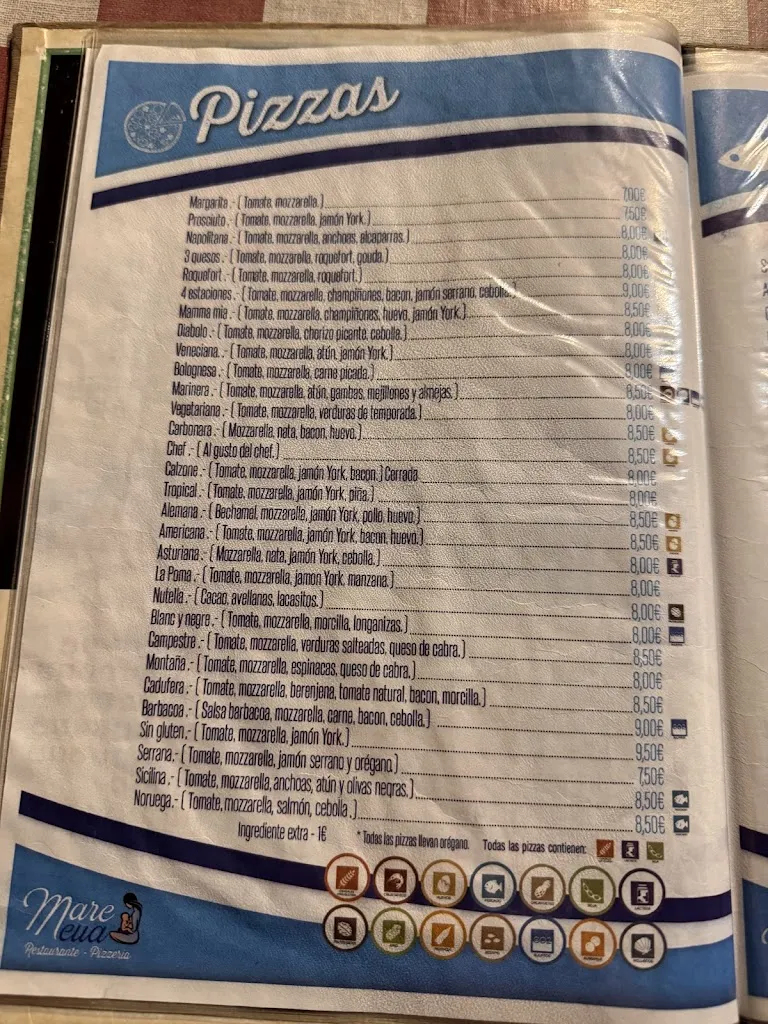 Pizzas
Margarita.- ( Tomate, mozzarella. ) 7,00€
Prosciuto.- ( Tomate, mozzarella, jamón York. ) 7,50€
Napolitana.- ( Tomate, mozzarella, anchoas, alcaparras. ) 8,00€
3 quesos.- ( Tomate, mozzarella, roquefort, gouda. ) 8,00€
Roquefort.- ( Tomate, mozzarella, roquefort. ) 8,00€
4 estaciones.- ( Tomate, mozzarella, champiñones, bacon, jamón serrano, cebolla. ) 9,00€
Mamma mia.- ( Tomate, mozzarella, champiñones, huevo, jamón York. ) 8,50€
Diabolo.- ( Tomate, mozzarella, chorizo picante, cebolla. ) 8,00€
Veneciana.- ( Tomate, mozzarella, atún, jamón York. ) 8,00€
Bolognesa.- ( Tomate, mozzarella, carne picada. ) 8,00€
Marinera.- ( Tomate, mozzarella, atún, gambas, mejillones y almejas. ) 8,50€
Vegetariana.- ( Tomate, mozzarella, verduras de temporada. ) 8,00€
Carbonara.- ( Mozzarella, nata, bacon, huevo. ) 8,50€
Chef.- ( Al gusto del chef. ) 8,50€
Calzone.- ( Tomate, mozzarella, jamón York, bacon. ) Cerrada 8,00€
Tropical.- ( Tomate, mozzarella, jamón York, piña. ) 8,00€
Alemana.- ( Bechamel, mozzarella, jamón York, pollo, huevo. ) 8,50€
Americana.- ( Tomate, mozzarella, jamón York, bacon, huevo. ) 8,50€
Asturiana.- ( Mozzarella, nata, jamón York, cebolla. ) 8,00€
La Poma.- ( Tomate, mozzarella, jamon York, manzana. ) 8,00€
Nutella.- ( Cacao, avellanas, lacasitos. ) 8,00€
Blanc y negre.- ( Tomate, mozzarella, morcilla, longanizas. ) 8,00€
Campestre.- ( Tomate, mozzarella, verduras salteadas, queso de cabra. ) 8,50€
Montaña.- ( Tomate, mozzarella, espinacas, queso de cabra. ) 8,00€
Cadufera.- ( Tomate, mozzarella, berenjena, tomate natural, bacon, morcilla. ) 8,50€
Barbacoa.- ( Salsa barbacoa, mozzarella, carne, bacon, cebolla. ) 9,00€
Sin gluten.- ( Tomate, mozzarella, jamón York. ) 9,50€
Serrana.- ( Tomate, mozzarella, jamón serrano y orégano.) 7,50€
Sicilina.- ( Tomate, mozzarella, anchoas, atún y olivas negras. ) 8,50€
Noruega.- ( Tomate, mozzarella, salmón, cebolla. ) 8,50€
Ingrediente extra - 1€ * Todas las pizzas llevan orégano. Todas las pizzas contienen:
Mare eua
Restaurante - Pizzeria